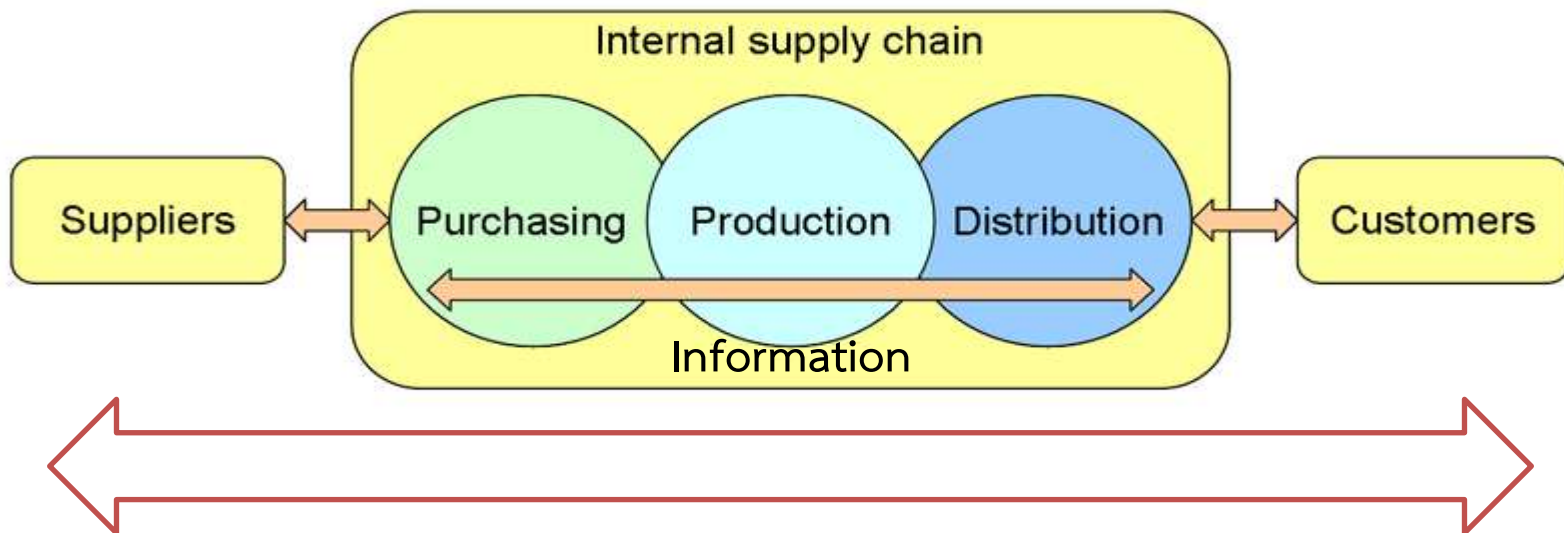 Internal supply chain
Suppliers
Purchasing
Production
Distribution
Customers
Information